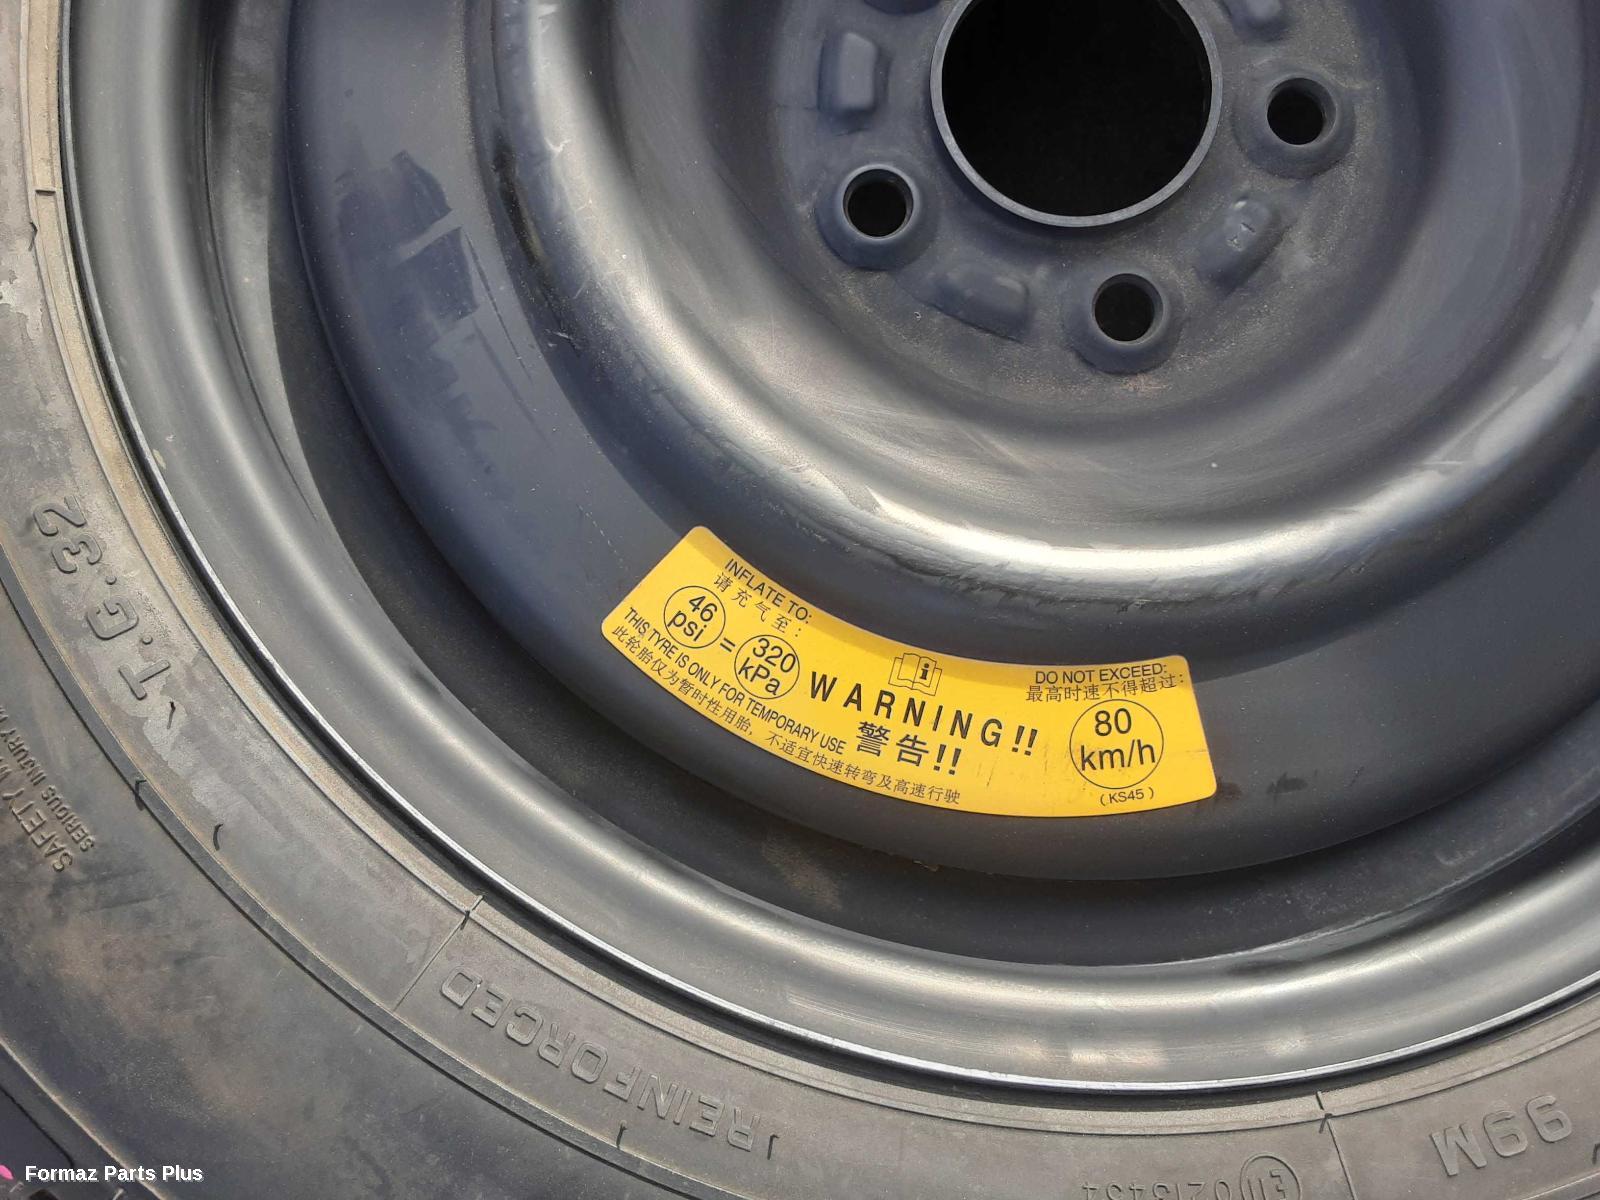 INFLATE TO:
请充气至:
46
psi
=
320
kPa
THIS TYRE IS ONLY FOR TEMPORARY USE
此轮胎仅为暂时性用胎，不适宜快速转弯及高速行驶
WARNING!!
警告!!
DO NOT EXCEED:
最高时速不得超过:
80
km/h
(KS45)
T.G.32
SAFETY
SERIOUS INJURY
REINFORCED
99M
Formaz Parts Plus